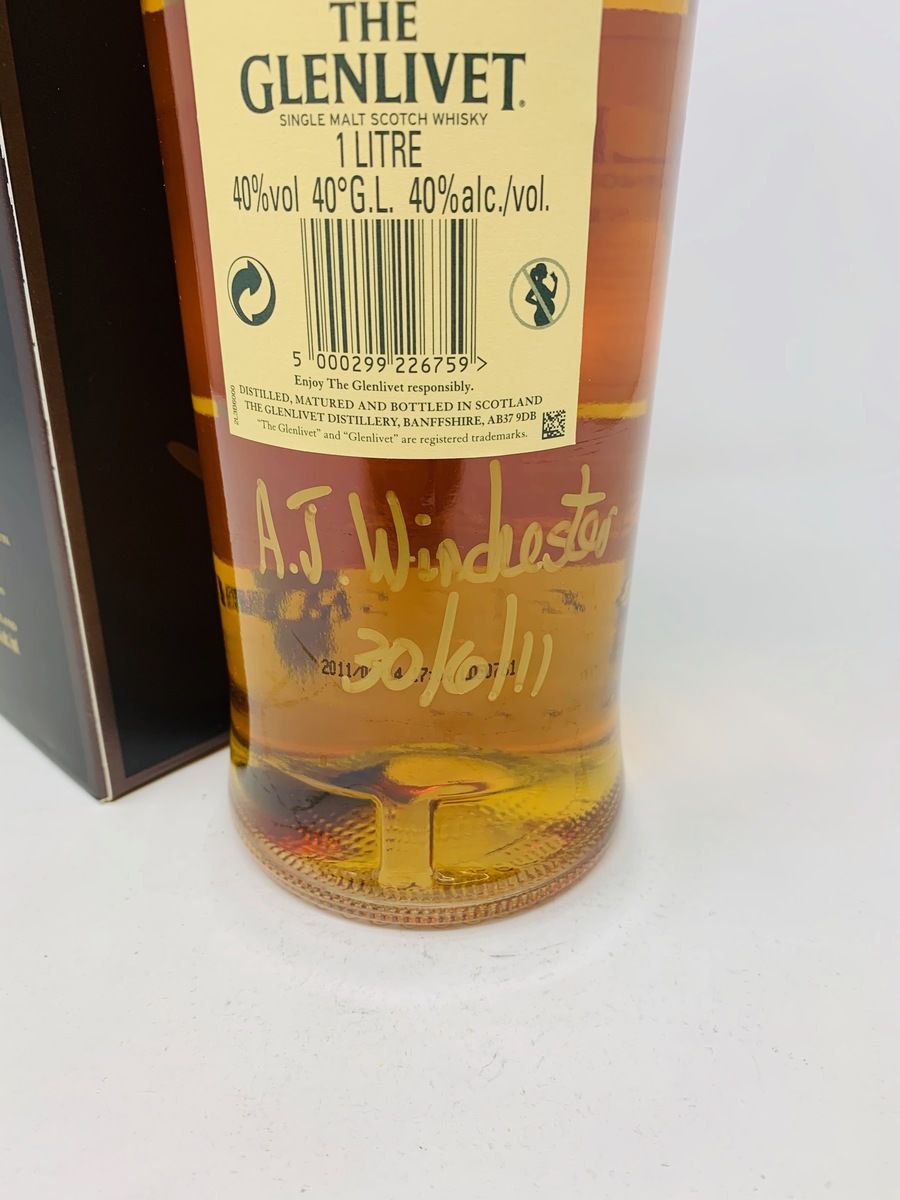 THE
GLENLIVET®
SINGLE MALT SCOTCH WHISKY
1 LITRE
40%vol 40°G.L. 40%alc./vol.
5 000299 226759 >
Enjoy The Glenlivet responsibly.
DISTILLED, MATURED AND BOTTLED IN SCOTLAND
THE GLENLIVET DISTILLERY, BANFFSHIRE, AB37 9DB
"The Glenlivet" and "Glenlivet" are registered trademarks.
A.J. Winchester
30/6/11